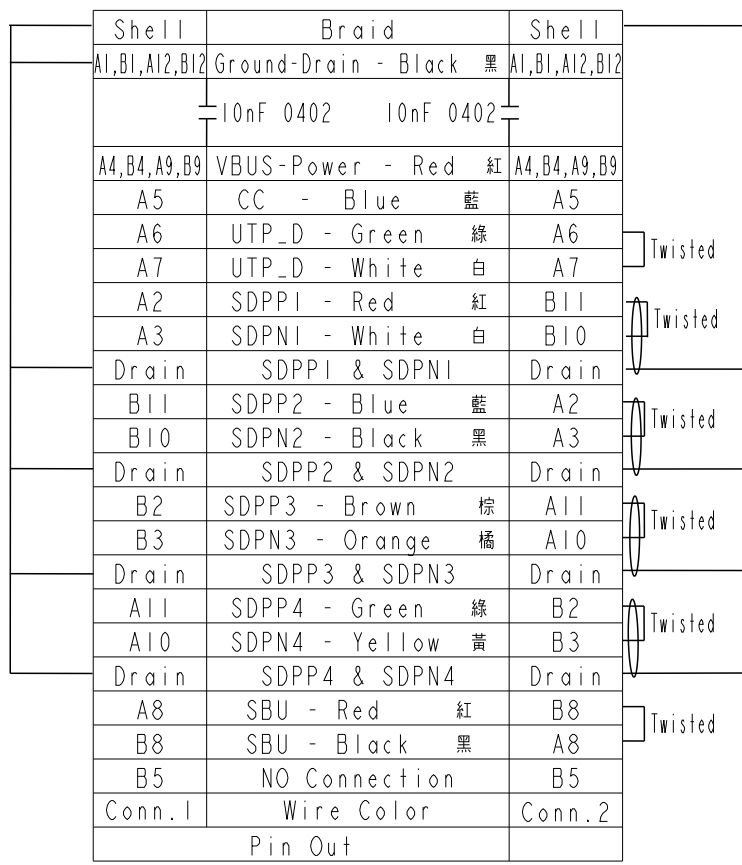 Shell Braid Shell
A1,B1,A12,B12 Ground-Drain - Black 黑 A1,B1,A12,B12
10nF 0402 10nF 0402
A4,B4,A9,B9 VBUS-Power - Red 紅 A4,B4,A9,B9
A5 CC - Blue 藍 A5
A6 UTP_D - Green 綠 A6
Twisted
A7 UTP_D - White 白 A7
A2 SDPP1 - Red 紅 B11
Twisted
A3 SDPN1 - White 白 B10
Drain SDPP1 & SDPN1 Drain
B11 SDPP2 - Blue 藍 A2
Twisted
B10 SDPN2 - Black 黑 A3
Drain SDPP2 & SDPN2 Drain
B2 SDPP3 - Brown 棕 A11
Twisted
B3 SDPN3 - Orange 橘 A10
Drain SDPP3 & SDPN3 Drain
A11 SDPP4 - Green 綠 B2
Twisted
A10 SDPN4 - Yellow 黃 B3
Drain SDPP4 & SDPN4 Drain
A8 SBU - Red 紅 B8
Twisted
B8 SBU - Black 黑 A8
B5 NO Connection B5
Conn.1 Wire Color Conn.2
Pin Out